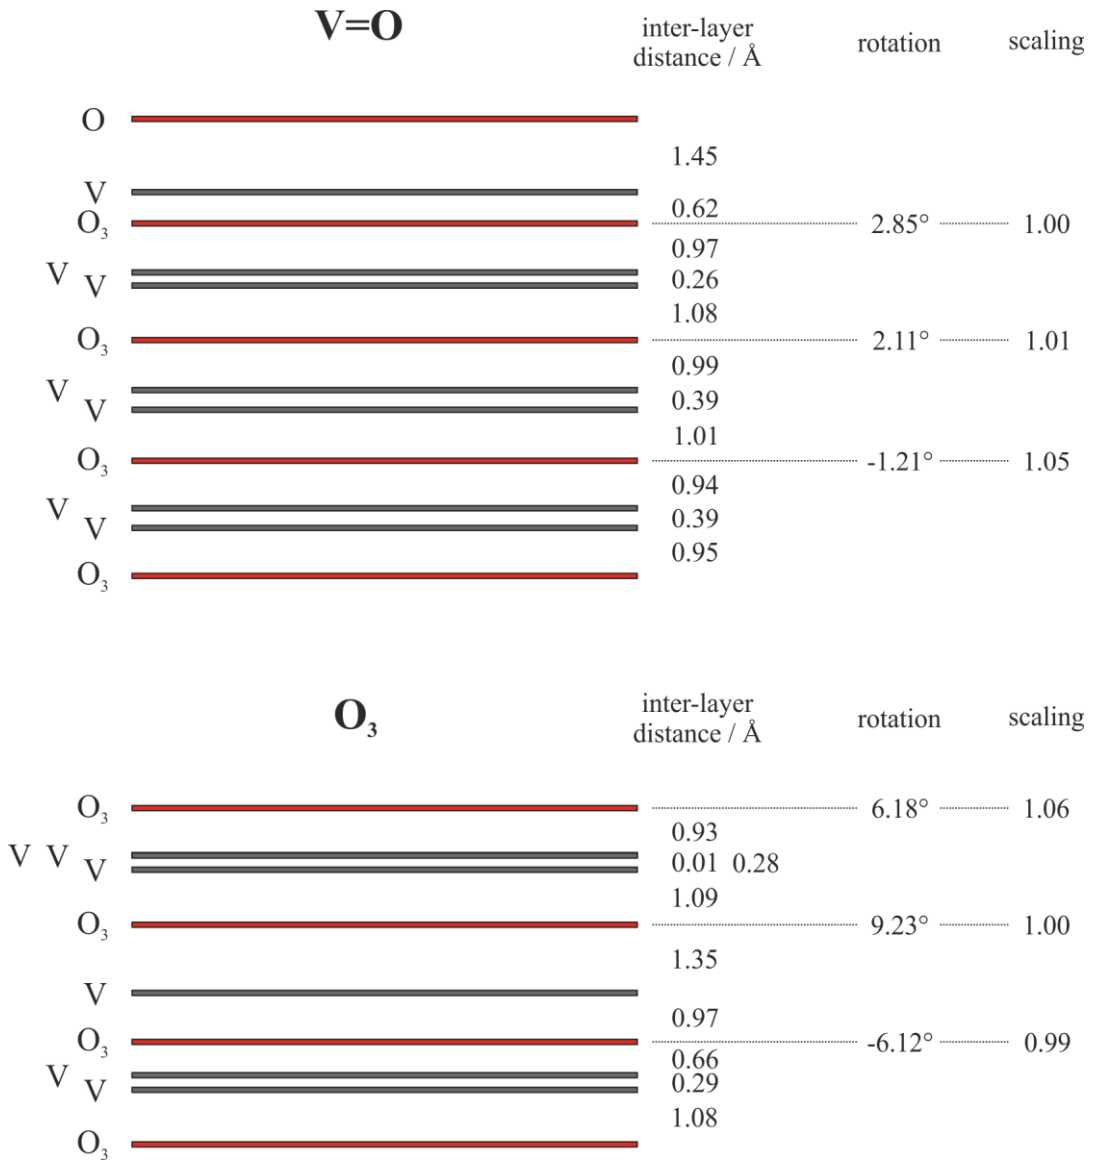 V=O
inter-layer
distance / Å
rotation
scaling
O
1.45
V
0.62
O₃ 2.85° 1.00
0.97
V V 0.26
1.08
O₃ 2.11° 1.01
0.99
V V 0.39
1.01
O₃ -1.21° 1.05
0.94
V V 0.39
0.95
O₃
O₃
inter-layer
distance / Å
rotation
scaling
O₃ 6.18° 1.06
0.93
V V V 0.01 0.28
1.09
O₃ 9.23° 1.00
1.35
V
0.97
O₃ -6.12° 0.99
0.66
V V 0.29
1.08
O₃